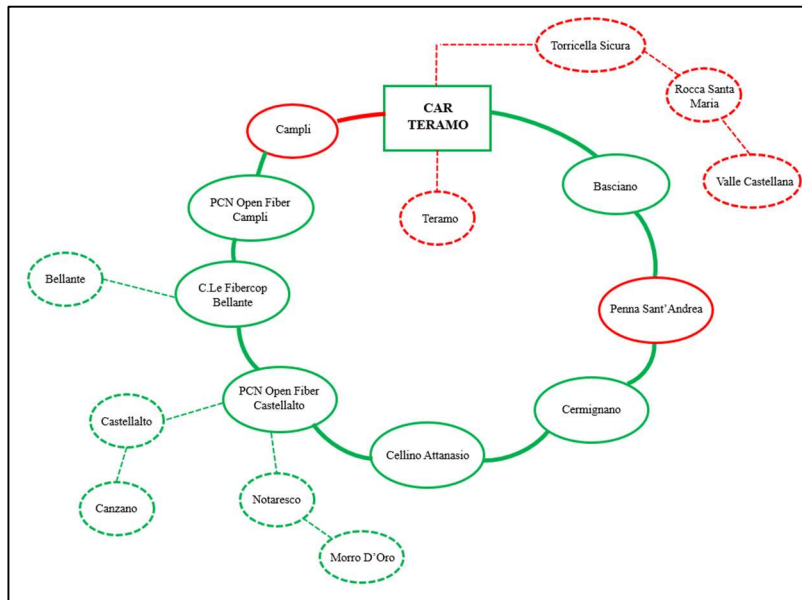 Torricella Sicura
CAR
TERAMO
Rocca Santa
Maria
Campli
Valle Castellana
Basciano
PCN Open Fiber
Campli
Teramo
Bellante
C.Le Fibercop
Bellante
Penna Sant'Andrea
PCN Open Fiber
Castellalto
Cermignano
Castellalto
Cellino Attanasio
Canzano
Notaresco
Morro D'Oro